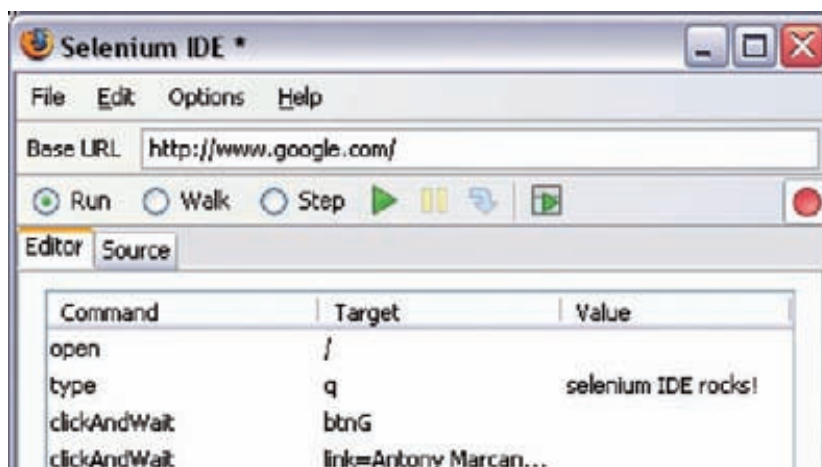 Selenium IDE *
File Edit Options Help
Base URL http://www.google.com/
Run Walk Step
Editor Source
Command Target Value
open /
type q selenium IDE rocks!
clickAndWait btnG
clickAndWait link=Antony Marcan...